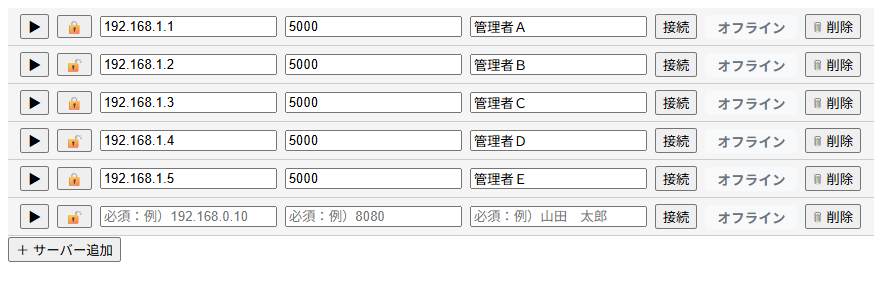 ▶ 192.168.1.1 5000 管理者A 接続 オフライン 削除
▶ 192.168.1.2 5000 管理者B 接続 オフライン 削除
▶ 192.168.1.3 5000 管理者C 接続 オフライン 削除
▶ 192.168.1.4 5000 管理者D 接続 オフライン 削除
▶ 192.168.1.5 5000 管理者E 接続 オフライン 削除
▶ 必須：例）192.168.0.10 必須：例）8080 必須：例）山田　太郎 接続 オフライン 削除
＋ サーバー追加